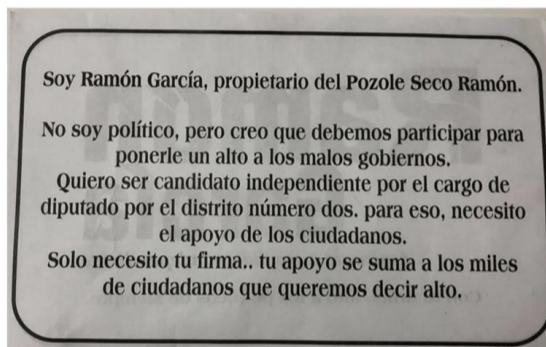 Soy Ramón García, propietario del Pozole Seco Ramón.
No soy político, pero creo que debemos participar para
ponerle un alto a los malos gobiernos.
Quiero ser candidato independiente por el cargo de
diputado por el distrito número dos. para eso, necesito
el apoyo de los ciudadanos.
Solo necesito tu firma.. tu apoyo se suma a los miles
de ciudadanos que queremos decir alto.